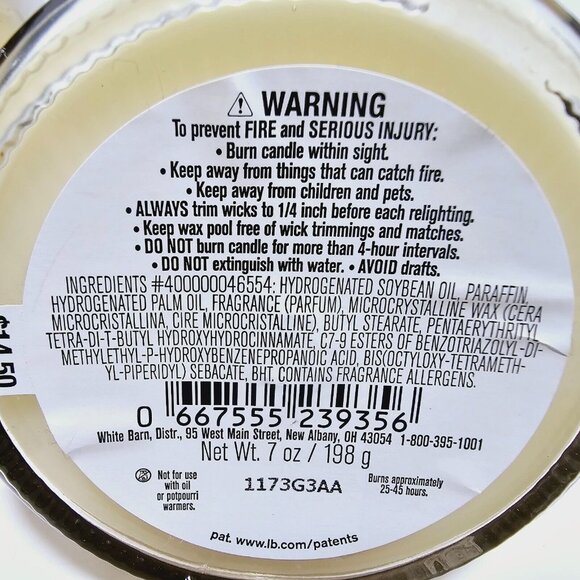 WARNING
To prevent FIRE and SERIOUS INJURY:
• Burn candle within sight.
• Keep away from things that can catch fire.
• Keep away from children and pets.
• ALWAYS trim wicks to 1/4 inch before each relighting.
• Keep wax pool free of wick trimmings and matches.
• DO NOT burn candle for more than 4-hour intervals.
• DO NOT extinguish with water. • AVOID drafts.
INGREDIENTS #400000046554: HYDROGENATED SOYBEAN OIL, PARAFFIN,
HYDROGENATED PALM OIL, FRAGRANCE (PARFUM), MICROCRYSTALLINE WAX (CERA
MICROCRISTALLINA, CIRE MICROCRISTALLINE), BUTYL STEARATE, PENTAERYTHRITYL
TETRA-DI-T-BUTYL HYDROXYHYDROCINNAMATE, C7-9 ESTERS OF BENZOTRIAZOLYL-DI-
METHYLETHYL-P-HYDROXYBENZENEPROPANOIC ACID, BIS(OCTYLOXY-TETRAMETH-
YL-PIPERIDYL) SEBACATE, BHT. CONTAINS FRAGRANCE ALLERGENS.
0 667555 239356
White Barn, Distr., 95 West Main Street, New Albany, OH 43054 1-800-395-1001
Net Wt. 7 oz / 198 g
Not for use
with oil
or potpourri
warmers.
1173G3AA
Burns approximately
25-45 hours.
pat. www.lb.com/patents
$14.50